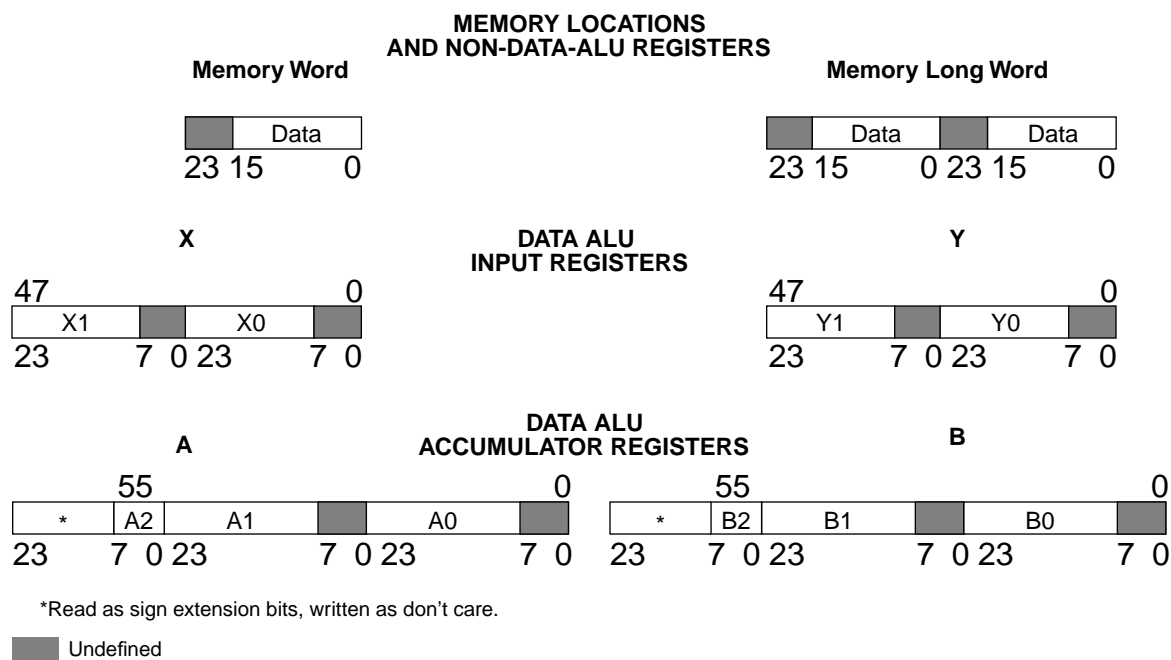 MEMORY LOCATIONS
AND NON-DATA-ALU REGISTERS
Memory Word
Memory Long Word
Data
Data Data
23 15 0
23 15 0 23 15 0
X
DATA ALU
INPUT REGISTERS
Y
47 0
47 0
X1 X0
Y1 Y0
23 7 0 23 7 0
23 7 0 23 7 0
A
DATA ALU
ACCUMULATOR REGISTERS
B
55 0
55 0
* A2 A1 A0
* B2 B1 B0
23 7 0 23 7 0 23 7 0
23 7 0 23 7 0 23 7 0
*Read as sign extension bits, written as don’t care.
Undefined